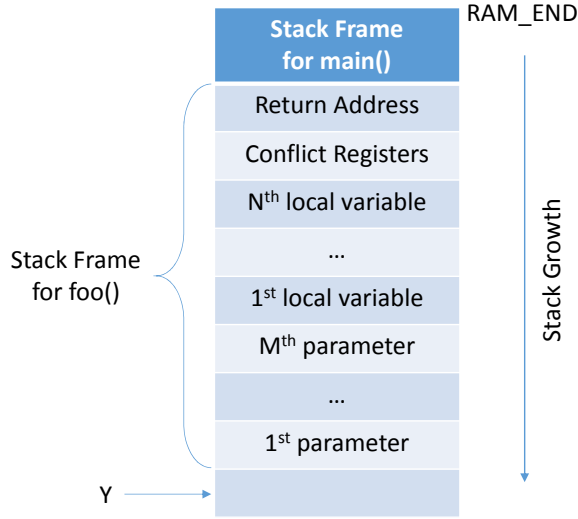 Stack Frame
for main()
RAM_END
Return Address
Conflict Registers
Nth local variable
...
Stack Frame
for foo()
1st local variable
Mth parameter
...
1st parameter
Y
Stack Growth